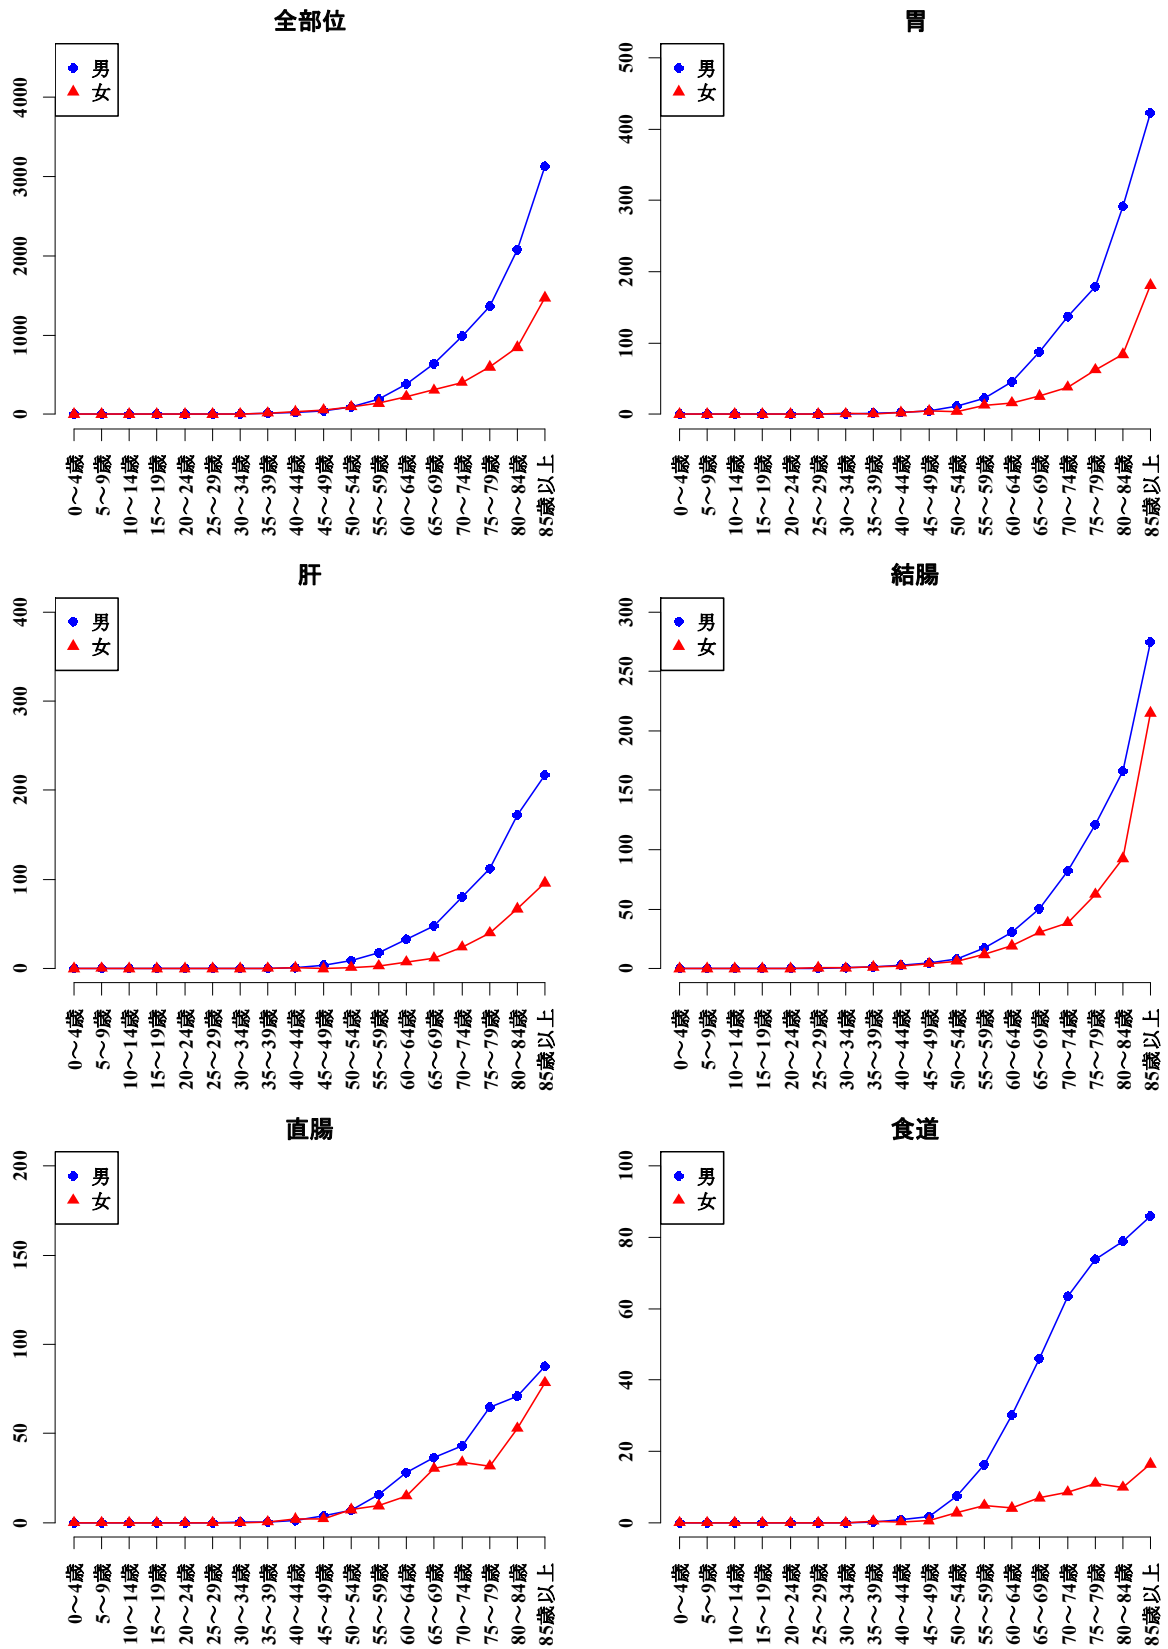 全部位
男
女
4000
3000
2000
1000
0
0～4歳
5～9歳
10～14歳
15～19歳
20～24歳
25～29歳
30～34歳
35～39歳
40～44歳
45～49歳
50～54歳
55～59歳
60～64歳
65～69歳
70～74歳
75～79歳
80～84歳
85歳以上
胃
男
女
500
400
300
200
100
0
0～4歳
5～9歳
10～14歳
15～19歳
20～24歳
25～29歳
30～34歳
35～39歳
40～44歳
45～49歳
50～54歳
55～59歳
60～64歳
65～69歳
70～74歳
75～79歳
80～84歳
85歳以上
肝
男
女
400
300
200
100
0
0～4歳
5～9歳
10～14歳
15～19歳
20～24歳
25～29歳
30～34歳
35～39歳
40～44歳
45～49歳
50～54歳
55～59歳
60～64歳
65～69歳
70～74歳
75～79歳
80～84歳
85歳以上
結腸
男
女
300
250
200
150
100
50
0
0～4歳
5～9歳
10～14歳
15～19歳
20～24歳
25～29歳
30～34歳
35～39歳
40～44歳
45～49歳
50～54歳
55～59歳
60～64歳
65～69歳
70～74歳
75～79歳
80～84歳
85歳以上
直腸
男
女
200
150
100
50
0
0～4歳
5～9歳
10～14歳
15～19歳
20～24歳
25～29歳
30～34歳
35～39歳
40～44歳
45～49歳
50～54歳
55～59歳
60～64歳
65～69歳
70～74歳
75～79歳
80～84歳
85歳以上
食道
男
女
100
80
60
40
20
0
0～4歳
5～9歳
10～14歳
15～19歳
20～24歳
25～29歳
30～34歳
35～39歳
40～44歳
45～49歳
50～54歳
55～59歳
60～64歳
65～69歳
70～74歳
75～79歳
80～84歳
85歳以上